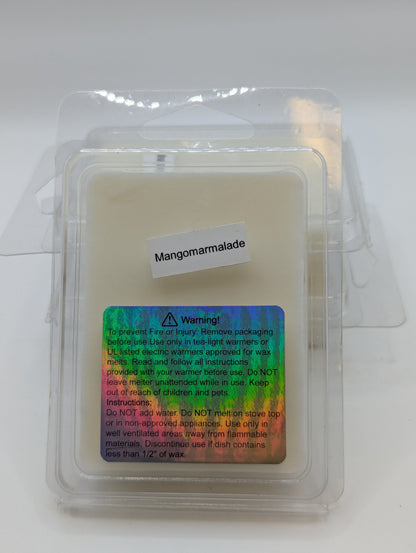 Mangomarmalade
Warning!
To prevent Fire or Injury: Remove packaging
before use.Use only in tea-light warmers or
UL listed electric warmers approved for wax
melts. Read and follow all instructions
provided with your warmer before use. Do NOT
leave melter unattended while in use. Keep
out of reach of children and pets.
Instructions:
Do NOT add water. Do NOT melt on stove top
or in non-approved appliances. Use only in
well ventilated areas away from flammable
materials. Discontinue use if dish contains
less than 1/2" of wax.